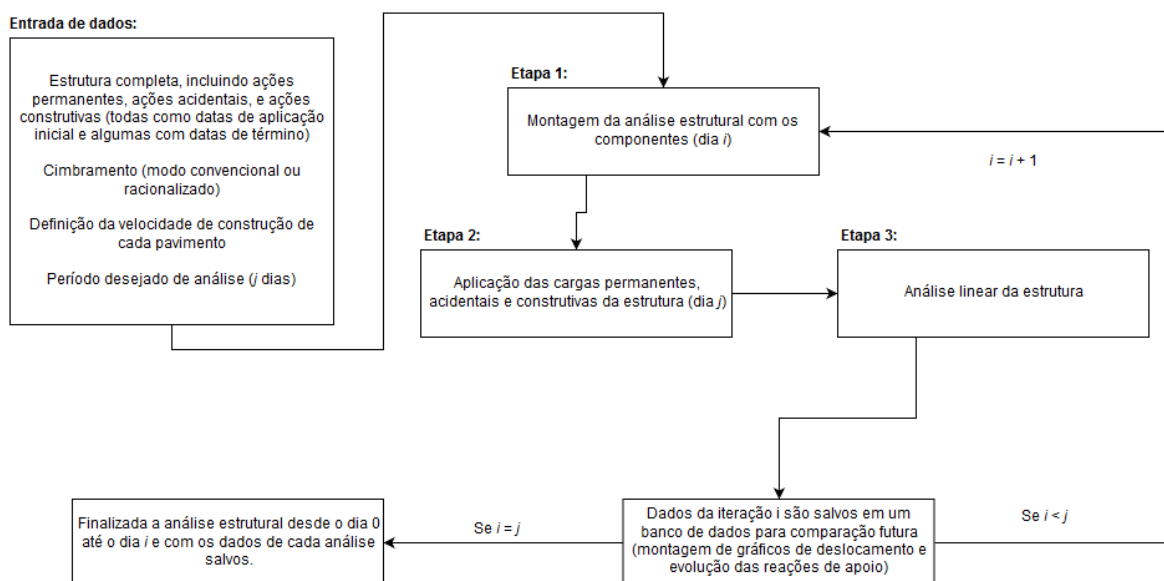 Entrada de dados:
Estrutura completa, incluindo ações
permanentes, ações acidentais, e ações
construtivas (todas como datas de aplicação
inicial e algumas com datas de término)
Cimbramento (modo convencional ou
racionalizado)
Definição da velocidade de construção de
cada pavimento
Período desejado de análise (j dias)
Etapa 1:
Montagem da análise estrutural com os
componentes (dia i)
i = i + 1
Etapa 2:
Aplicação das cargas permanentes,
acidentais e construtivas da estrutura (dia j)
Etapa 3:
Análise linear da estrutura
Dados da iteração i são salvos em um
banco de dados para comparação futura
(montagem de gráficos de deslocamento e
evolução das reações de apoio)
Se i < j
Se i = j
Finalizada a análise estrutural desde o dia 0
até o dia i e com os dados de cada análise
salvos.